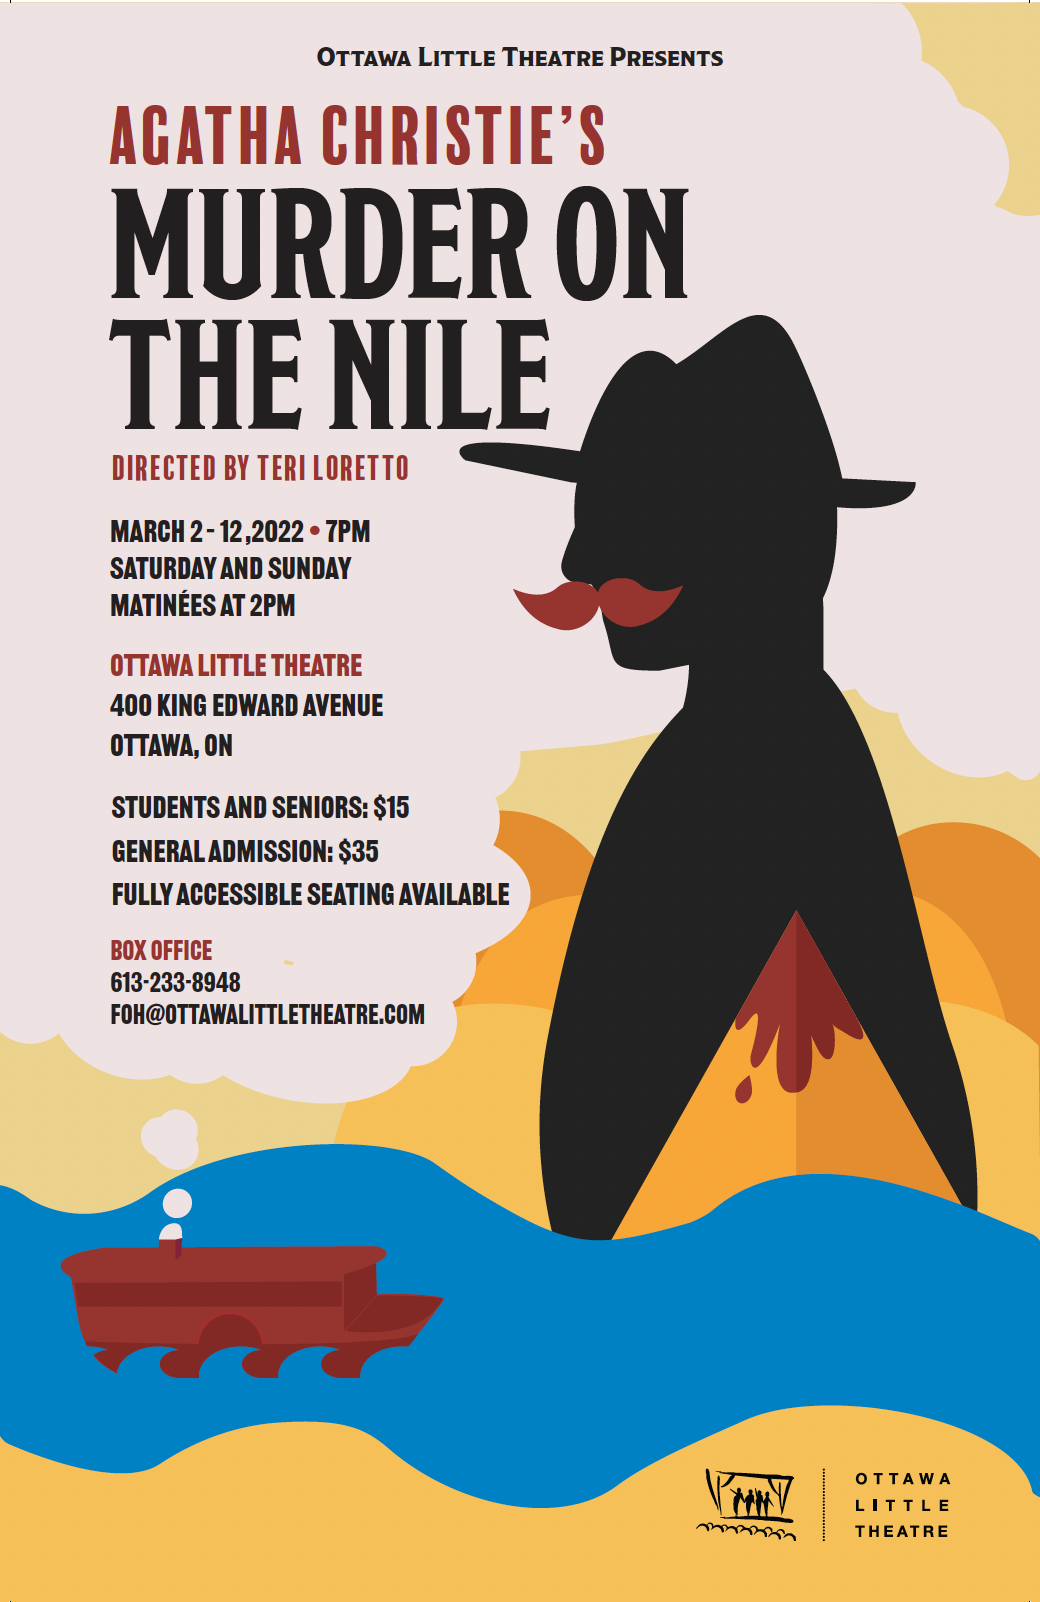 OTTAWA LITTLE THEATRE PRESENTS
AGATHA CHRISTIE'S
MURDER ON
THE NILE
DIRECTED BY TERI LORETTO
MARCH 2 - 12,2022 • 7PM
SATURDAY AND SUNDAY
MATINÉES AT 2PM
OTTAWA LITTLE THEATRE
400 KING EDWARD AVENUE
OTTAWA, ON
STUDENTS AND SENIORS: $15
GENERAL ADMISSION: $35
FULLY ACCESSIBLE SEATING AVAILABLE
BOX OFFICE
613-233-8948
FOH@OTTAWALITTLETHEATRE.COM
OTTAWA
LITTLE
THEATRE